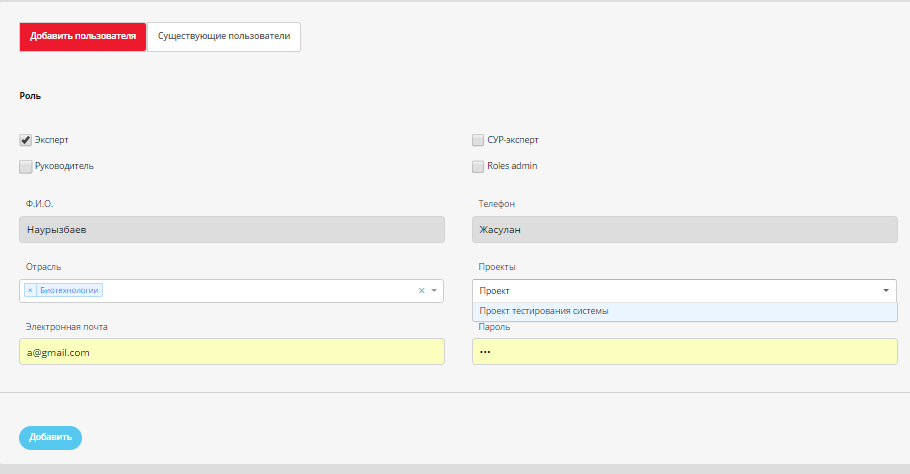 Добавить пользователя Существующие пользователи
Роль
Эксперт СУР-эксперт
Руководитель Roles admin
Ф.И.О. Телефон
Наурызбаев Жасулан
Отрасль Проекты
× Биотехнологии × Проект
Проект тестирования системы
Электронная почта Пароль
a@gmail.com •••
Добавить